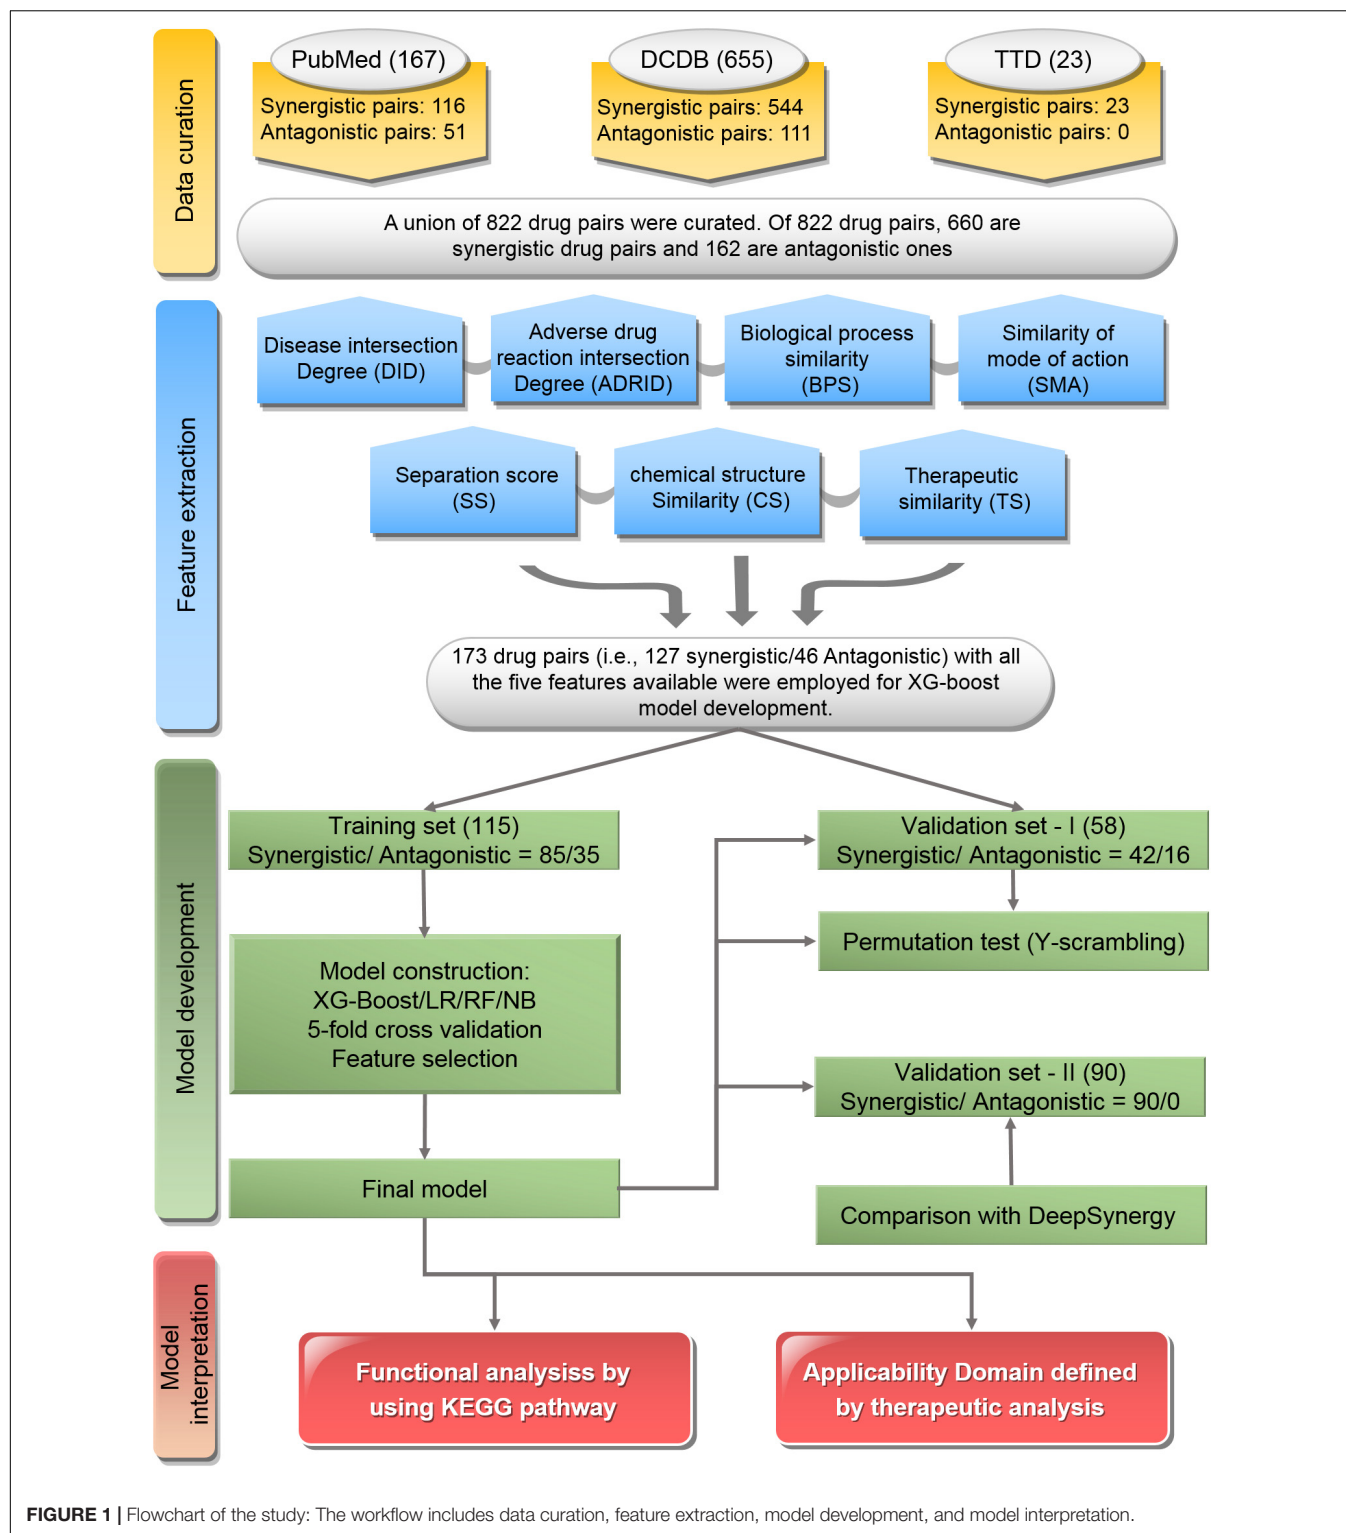 Data curation
PubMed (167)
Synergistic pairs: 116
Antagonistic pairs: 51
DCDB (655)
Synergistic pairs: 544
Antagonistic pairs: 111
TTD (23)
Synergistic pairs: 23
Antagonistic pairs: 0
A union of 822 drug pairs were curated. Of 822 drug pairs, 660 are
synergistic drug pairs and 162 are antagonistic ones
Feature extraction
Disease intersection
Degree (DID)
Adverse drug
reaction intersection
Degree (ADRID)
Biological process
similarity
(BPS)
Similarity of
mode of action
(SMA)
Separation score
(SS)
chemical structure
Similarity (CS)
Therapeutic
similarity (TS)
173 drug pairs (i.e., 127 synergistic/46 Antagonistic) with all
the five features available were employed for XG-boost
model development.
Model development
Training set (115)
Synergistic/ Antagonistic = 85/35
Validation set - I (58)
Synergistic/ Antagonistic = 42/16
Model construction:
XG-Boost/LR/RF/NB
5-fold cross validation
Feature selection
Permutation test (Y-scrambling)
Validation set - II (90)
Synergistic/ Antagonistic = 90/0
Final model
Comparison with DeepSynergy
Model
interpretation
Functional analysiss by
using KEGG pathway
Applicability Domain defined
by therapeutic analysis
FIGURE 1 | Flowchart of the study: The workflow includes data curation, feature extraction, model development, and model interpretation.